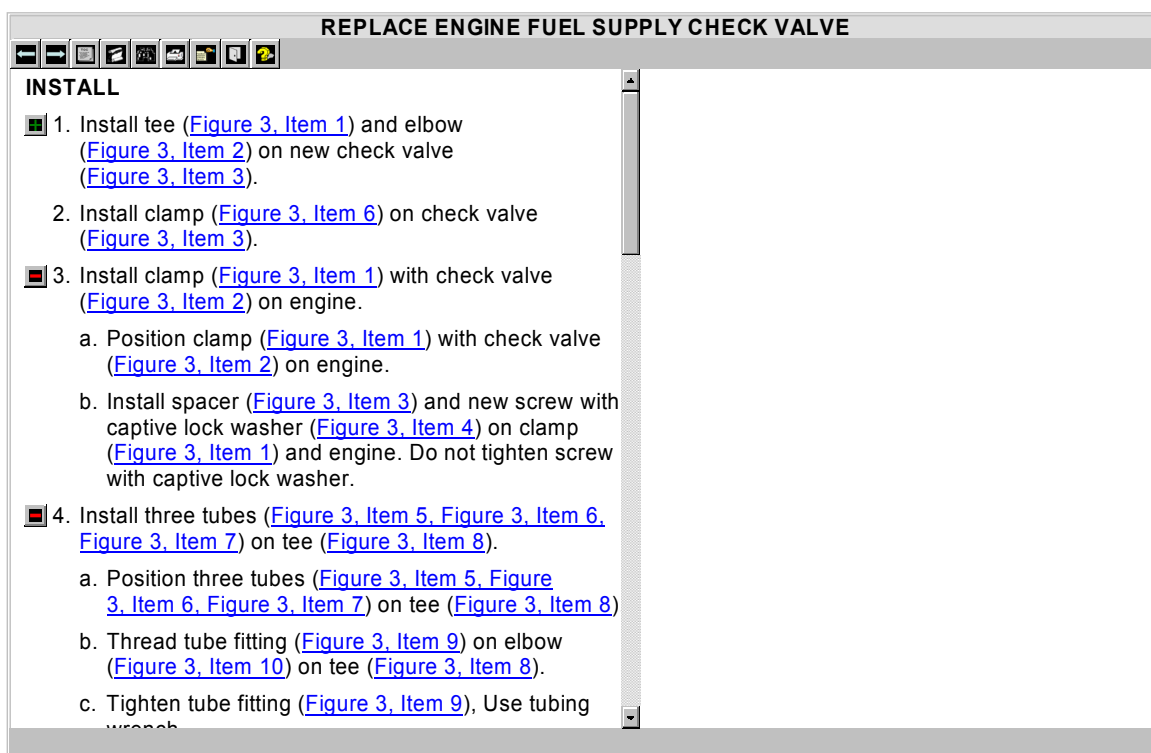 REPLACE ENGINE FUEL SUPPLY CHECK VALVE
INSTALL
1. Install tee (Figure 3, Item 1) and elbow
(Figure 3, Item 2) on new check valve
(Figure 3, Item 3).
2. Install clamp (Figure 3, Item 6) on check valve
(Figure 3, Item 3).
3. Install clamp (Figure 3, Item 1) with check valve
(Figure 3, Item 2) on engine.
a. Position clamp (Figure 3, Item 1) with check valve
(Figure 3, Item 2) on engine.
b. Install spacer (Figure 3, Item 3) and new screw with
captive lock washer (Figure 3, Item 4) on clamp
(Figure 3, Item 1) and engine. Do not tighten screw
with captive lock washer.
4. Install three tubes (Figure 3, Item 5, Figure 3, Item 6,
Figure 3, Item 7) on tee (Figure 3, Item 8).
a. Position three tubes (Figure 3, Item 5, Figure
3, Item 6, Figure 3, Item 7) on tee (Figure 3, Item 8)
b. Thread tube fitting (Figure 3, Item 9) on elbow
(Figure 3, Item 10) on tee (Figure 3, Item 8).
c. Tighten tube fitting (Figure 3, Item 9), Use tubing